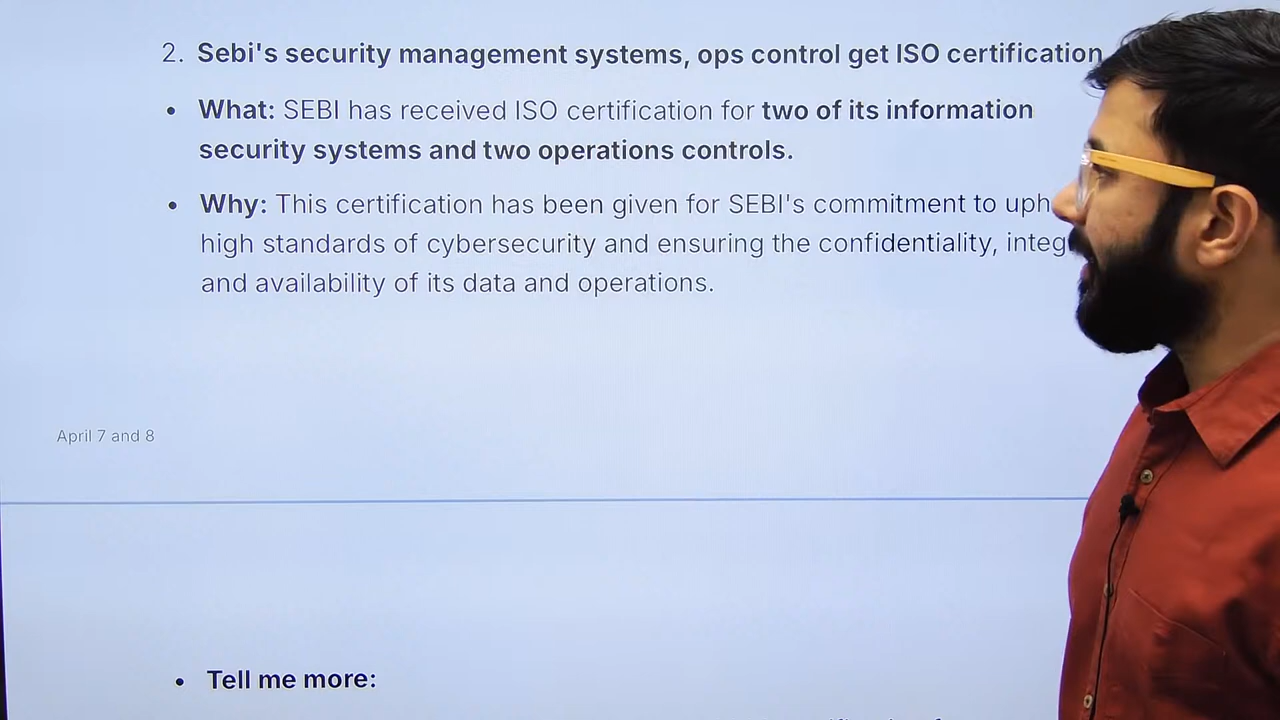 2. Sebi's security management systems, ops control get ISO certification
• What: SEBI has received ISO certification for two of its information
security systems and two operations controls.
• Why: This certification has been given for SEBI's commitment to
high standards of cybersecurity and ensuring the confidentiality,
and availability of its data and operations.
April 7 and 8
• Tell me more: